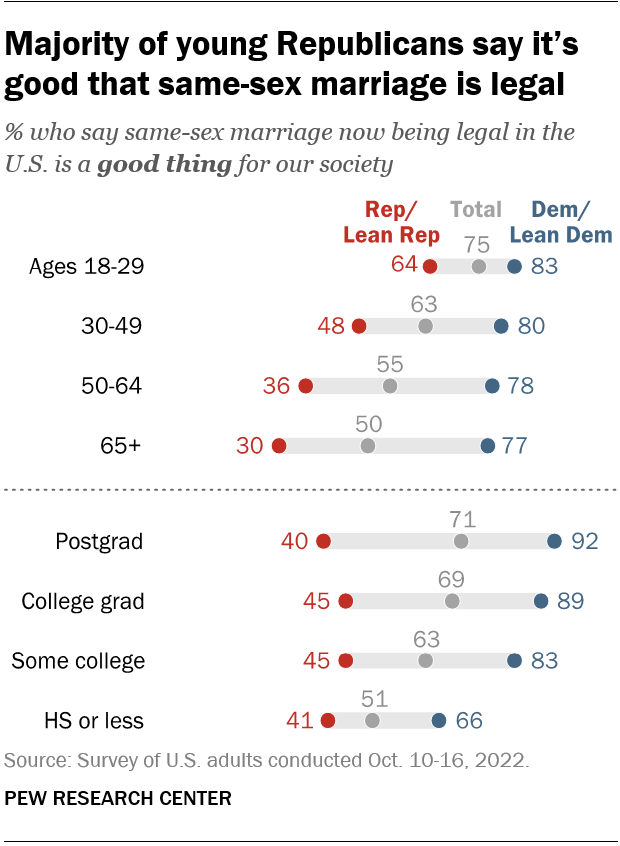 Majority of young Republicans say it's
good that same-sex marriage is legal
% who say same-sex marriage now being legal in the
U.S. is a good thing for our society
Rep/ Total Dem/
Lean Rep Lean Dem
75
Ages 18-29 64 83
63
30-49 48 80
55
50-64 36 78
50
65+ 30 77
71
Postgrad 40 92
69
College grad 45 89
63
Some college 45 83
51
HS or less 41 66
Source: Survey of U.S. adults conducted Oct. 10-16, 2022.
PEW RESEARCH CENTER